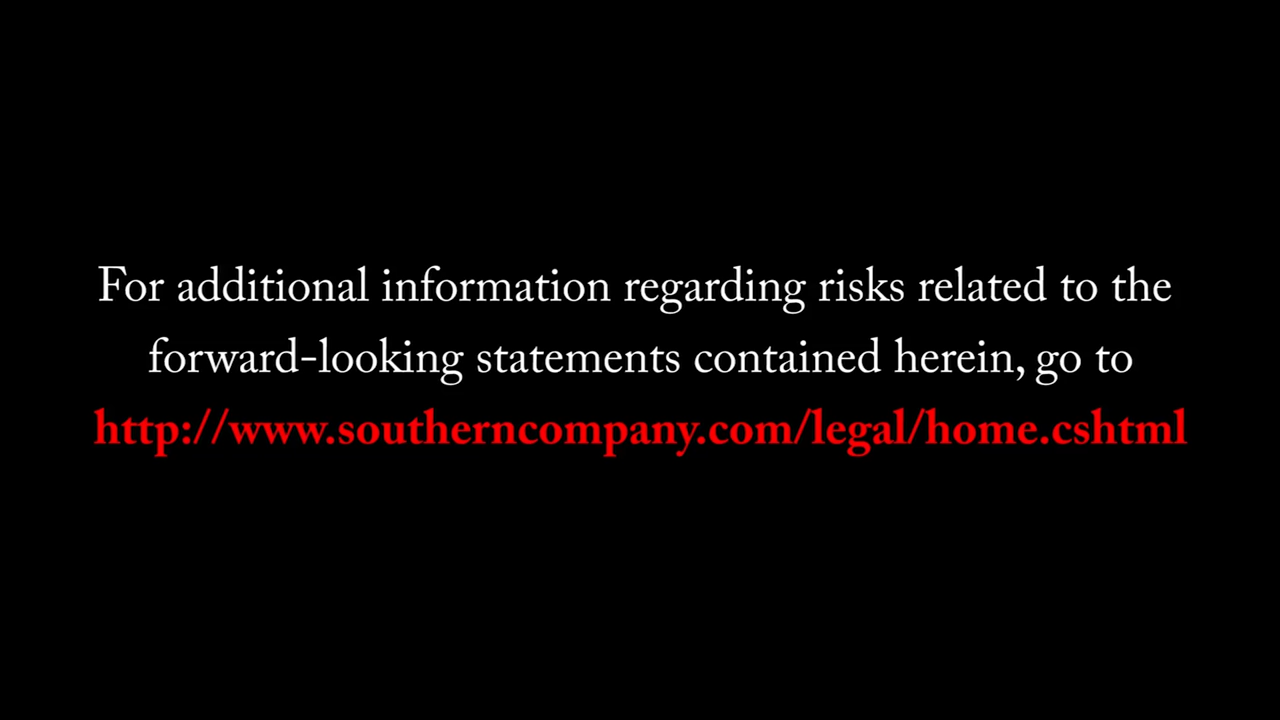 For additional information regarding risks related to the
forward-looking statements contained herein, go to
http://www.southerncompany.com/legal/home.cshtml